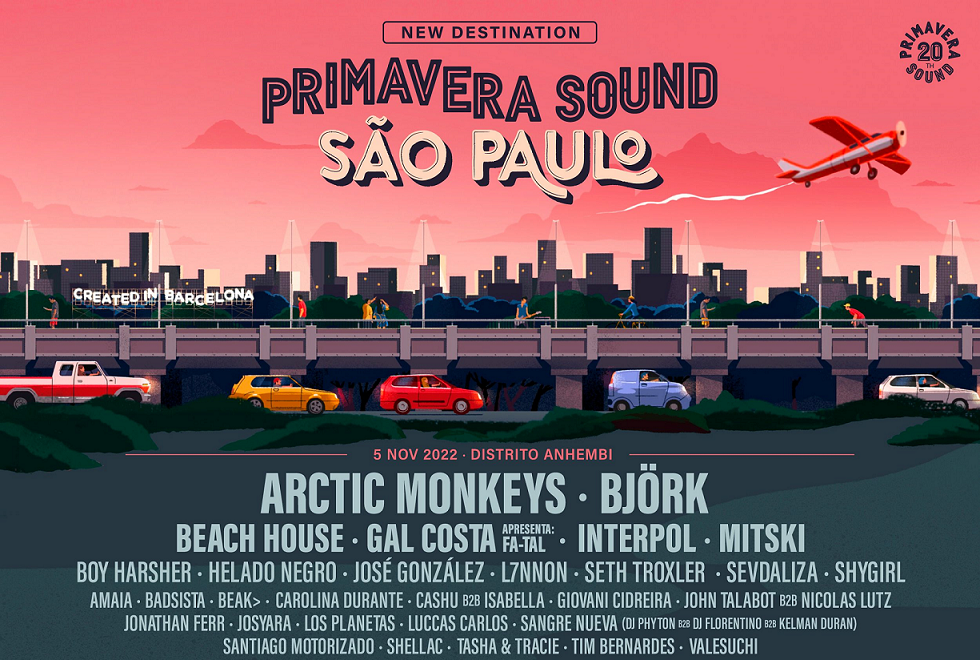 NEW DESTINATION
PRIMAVERA SOUND
20
TH
PRIMAVERA SOUND
SÃO PAULO
CREATED IN BARCELONA
5 NOV 2022 · DISTRITO ANHEMBI
ARCTIC MONKEYS · BJÖRK
BEACH HOUSE · GAL COSTA APRESENTA: FA-TAL · INTERPOL · MITSKI
BOY HARSHER · HELADO NEGRO · JOSÉ GONZÁLEZ · L7NNON · SETH TROXLER · SEVDALIZA · SHYGIRL
AMAIA · BADSISTA · BEAK> · CAROLINA DURANTE · CASHU B2B ISABELLA · GIOVANI CIDREIRA · JOHN TALABOT B2B NICOLAS LUTZ
JONATHAN FERR · JOSYARA · LOS PLANETAS · LUCCAS CARLOS · SANGRE NUEVA (DJ PHYTON B2B DJ FLORENTINO B2B KELMAN DURAN)
SANTIAGO MOTORIZADO · SHELLAC · TASHA & TRACIE · TIM BERNARDES · VALESUCHI